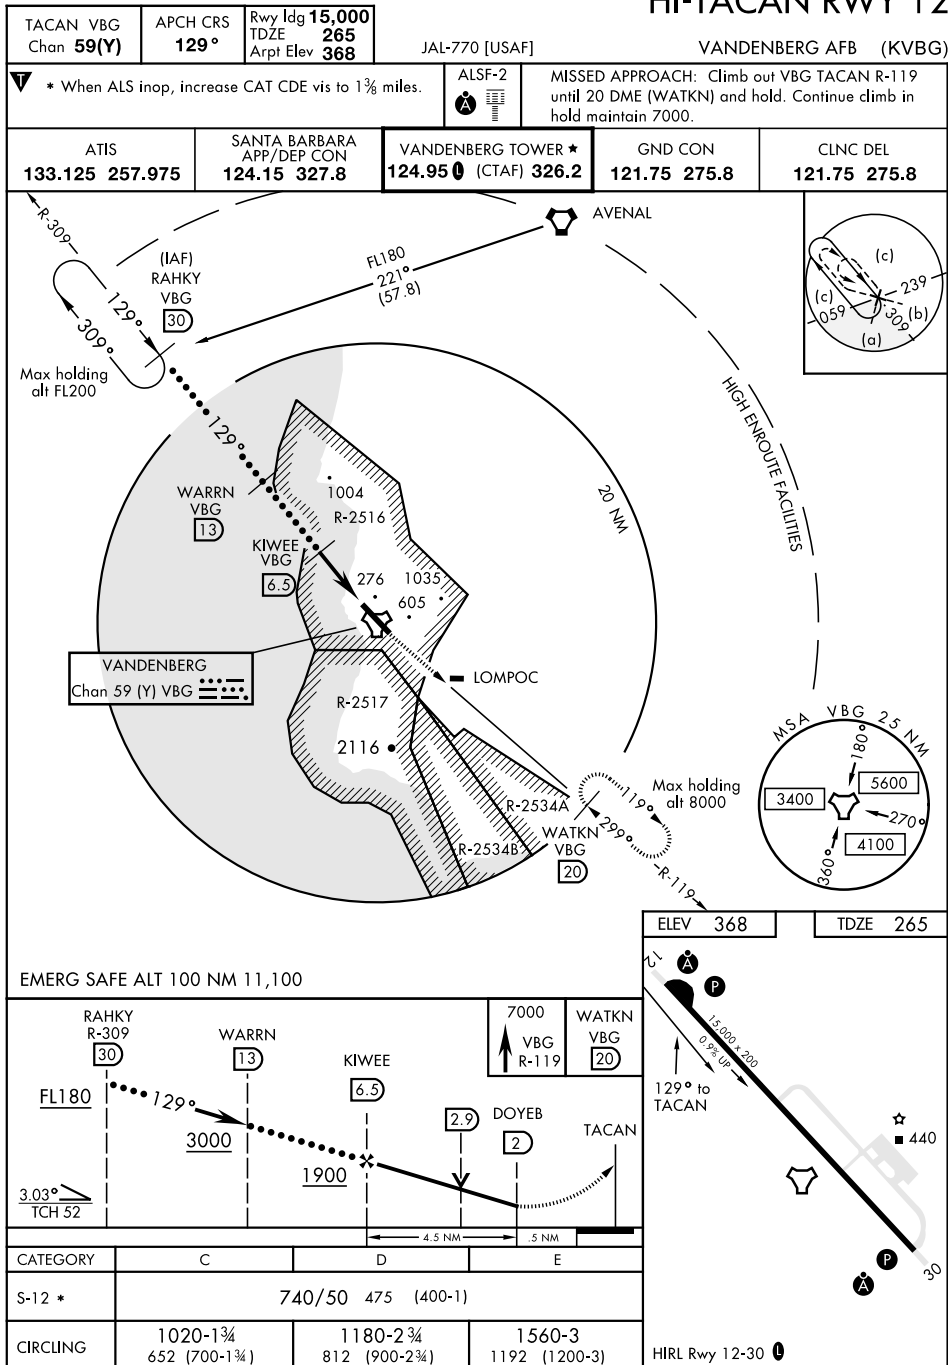 HI-TACAN RWY 12
TACAN VBG
Chan 59(Y)
APCH CRS
129°
Rwy ldg 15,000
TDZE 265
Arpt Elev 368
JAL-770 [USAF]
VANDENBERG AFB (KVBG)
T
* When ALS inop, increase CAT CDE vis to 1⅜ miles.
ALSF-2
A
MISSED APPROACH: Climb out VBG TACAN R-119
until 20 DME (WATKN) and hold. Continue climb in
hold maintain 7000.
ATIS
133.125 257.975
SANTA BARBARA
APP/DEP CON
124.15 327.8
VANDENBERG TOWER ★
124.95 L (CTAF) 326.2
GND CON
121.75 275.8
CLNC DEL
121.75 275.8
R-309
(IAF)
RAHKY
VBG
30
129°
309°
Max holding
alt FL200
FL180
221°
(57.8)
AVENAL
(c)
239
(c)
059
309
(b)
(a)
HIGH ENROUTE FACILITIES
129°
WARRN
VBG
13
1004
R-2516
20 NM
KIWEE
VBG
6.5
276
1035
605
VANDENBERG
Chan 59 (Y) VBG
LOMPOC
R-2517
2116
R-2534A
R-2534B
119°
299°
Max holding
alt 8000
WATKN
VBG
20
R-119
MSA VBG 25 NM
180°
5600
3400
270°
4100
360°
EMERG SAFE ALT 100 NM 11,100
ELEV 368
TDZE 265
12
A
P
15,000 x 200
0.9% UP
129° to
TACAN
440
P
A
30
HIRL Rwy 12-30 L
RAHKY
R-309
30
WARRN
13
KIWEE
6.5
7000
VBG
R-119
WATKN
VBG
20
FL180
129°
3000
1900
2.9
DOYEB
2
TACAN
3.03°
TCH 52
4.5 NM
.5 NM
CATEGORY C D E
S-12 * 740/50 475 (400-1)
CIRCLING
1020-1¾
652 (700-1¾)
1180-2¾
812 (900-2¾)
1560-3
1192 (1200-3)